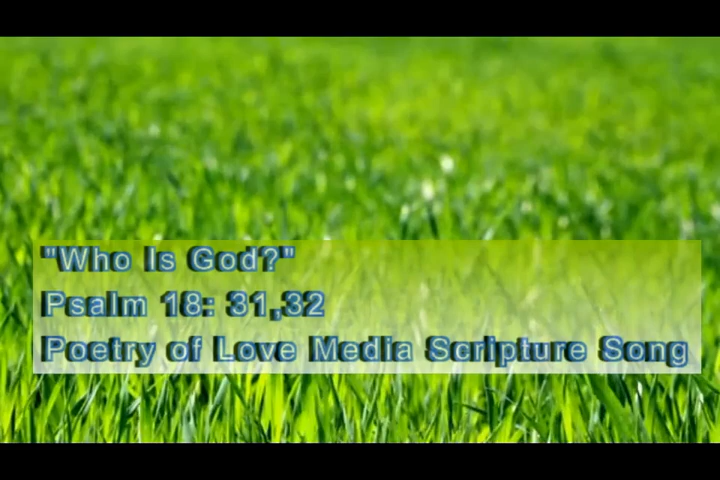 "Who Is God?"
Psalm 18: 31,32
Poetry of Love Media Scripture Song